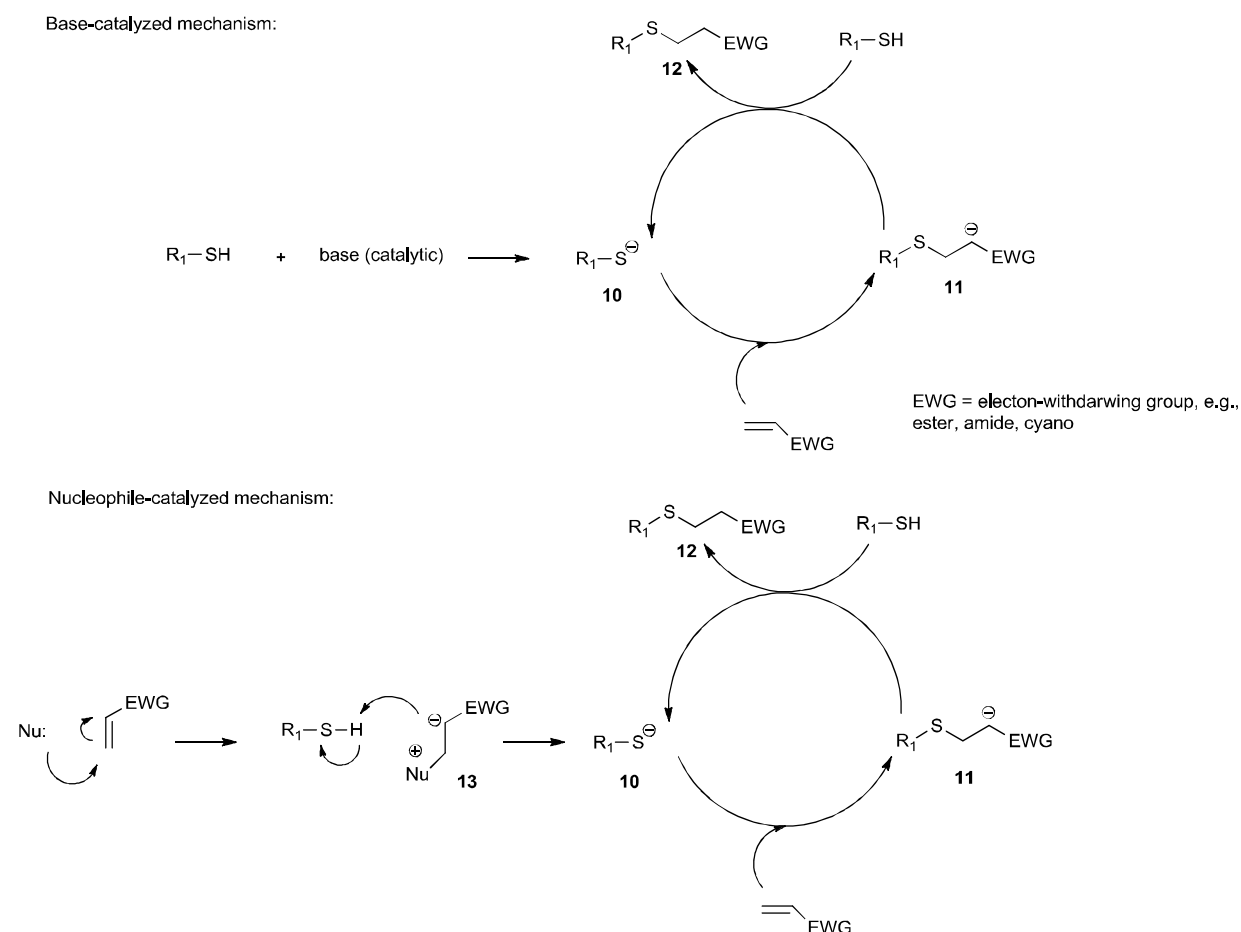 Base-catalyzed mechanism:
R1 S EWG
12
R1–SH
R1–SH + base (catalytic)
R1–S⊖
10
R1 S ⊖ EWG
11
EWG
EWG = electon-withdarwing group, e.g.,
ester, amide, cyano
Nucleophile-catalyzed mechanism:
R1 S EWG
12
R1–SH
Nu: EWG
R1–S–H ⊖ EWG
⊕
Nu 13
R1–S⊖
10
R1 S ⊖ EWG
11
EWG